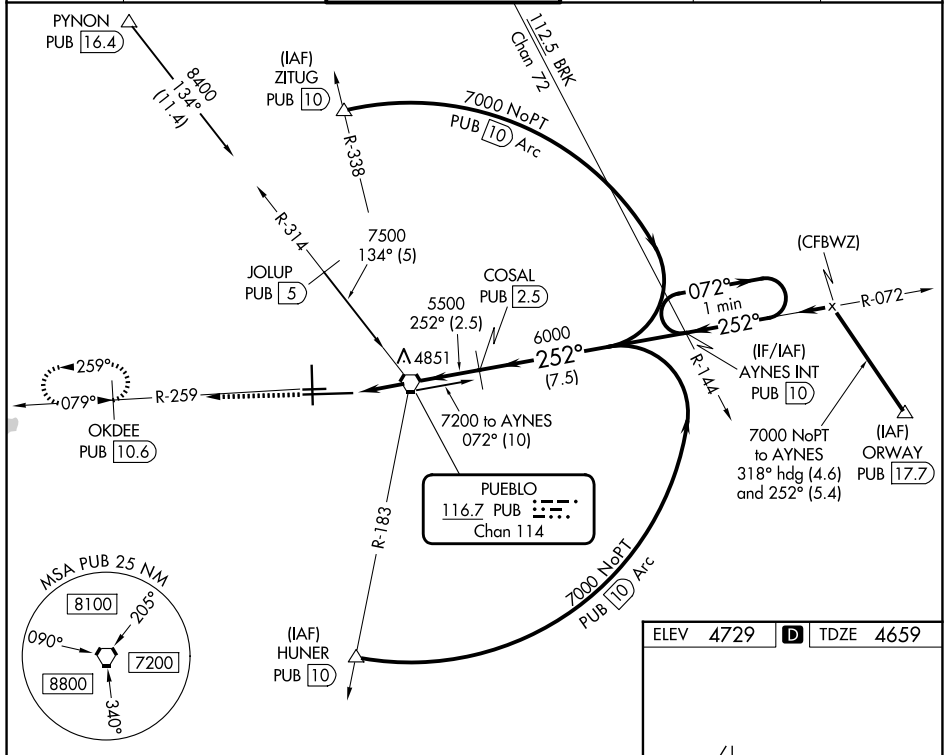 PYNON
PUB 16.4
8400
134°
(11.4)
(IAF)
ZITUG
PUB 10
R-338
7000 NoPT
PUB 10 Arc
112.5 BRK
Chan 72
R-314
7500
134° (5)
JOLUP
PUB 5
COSAL
PUB 2.5
5500
252° (2.5)
6000
252°
(7.5)
4851
072°
1 min
252°
(CFBWZ)
R-072
(IF/IAF)
AYNES INT
PUB 10
R-144
259°
079°
R-259
OKDEE
PUB 10.6
7200 to AYNES
072° (10)
7000 NoPT
to AYNES
318° hdg (4.6)
and 252° (5.4)
(IAF)
ORWAY
PUB 17.7
PUEBLO
116.7 PUB
Chan 114
R-183
7000 NoPT
PUB 10 Arc
(IAF)
HUNER
PUB 10
MSA PUB 25 NM
8100
205°
090°
7200
8800
340°
ELEV 4729 D TDZE 4659